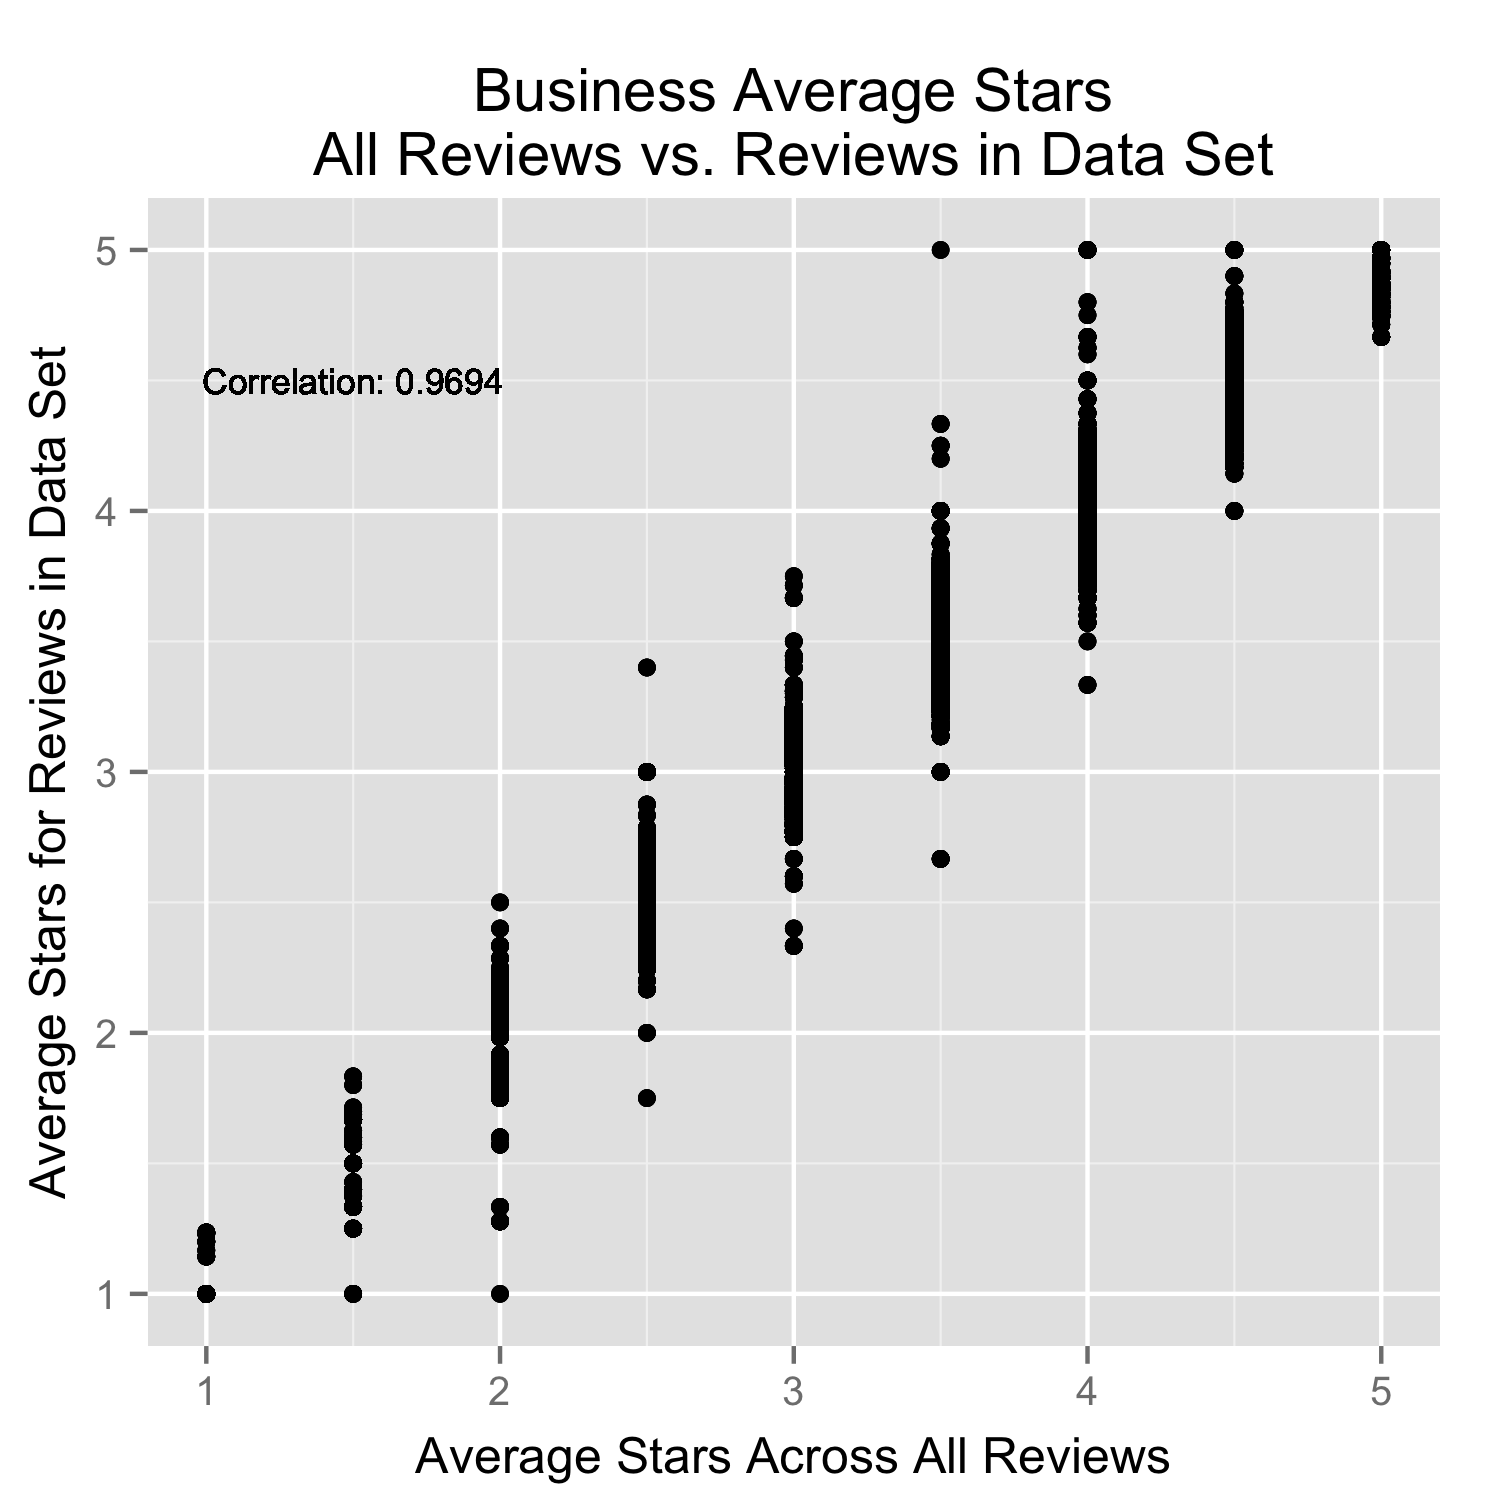 Business Average Stars
All Reviews vs. Reviews in Data Set
Average Stars for Reviews in Data Set
5
4
3
2
1
Correlation: 0.9694
1 2 3 4 5
Average Stars Across All Reviews